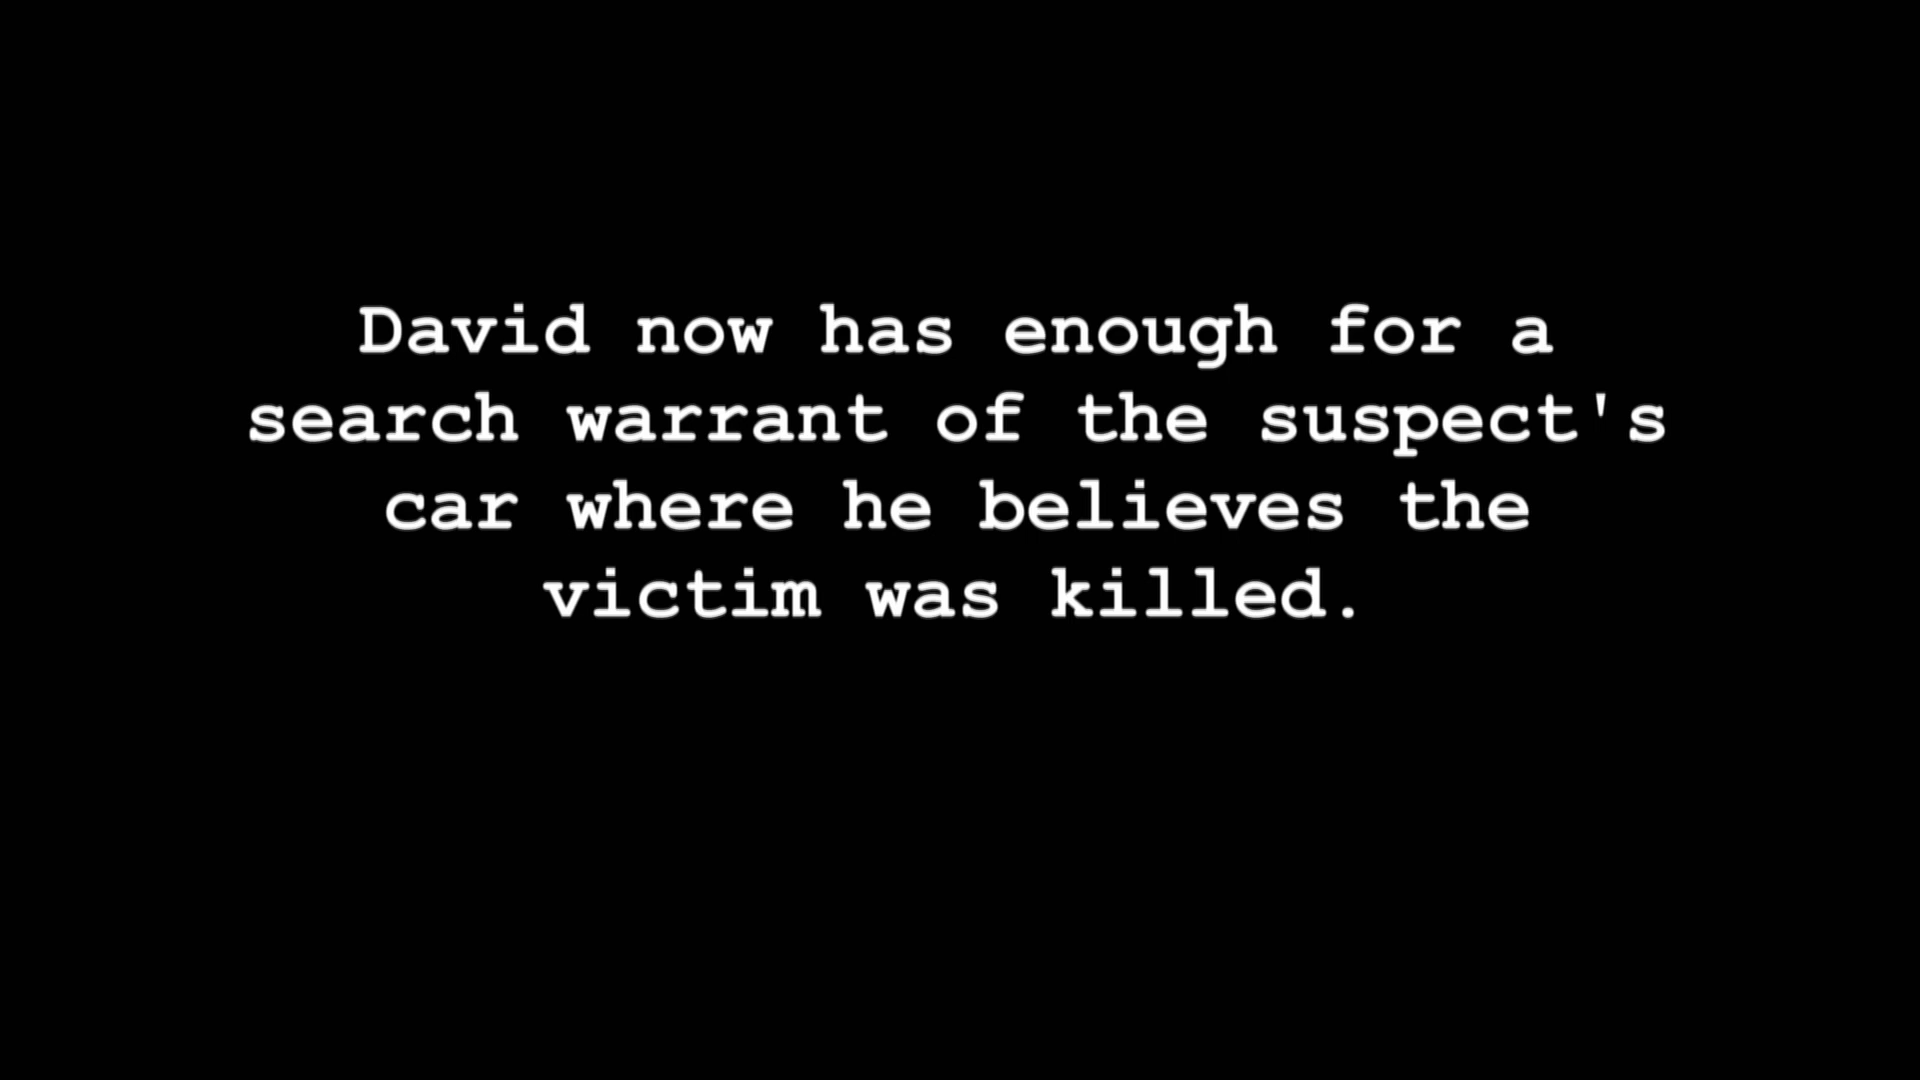 David now has enough for a
search warrant of the suspect's
car where he believes the
victim was killed.